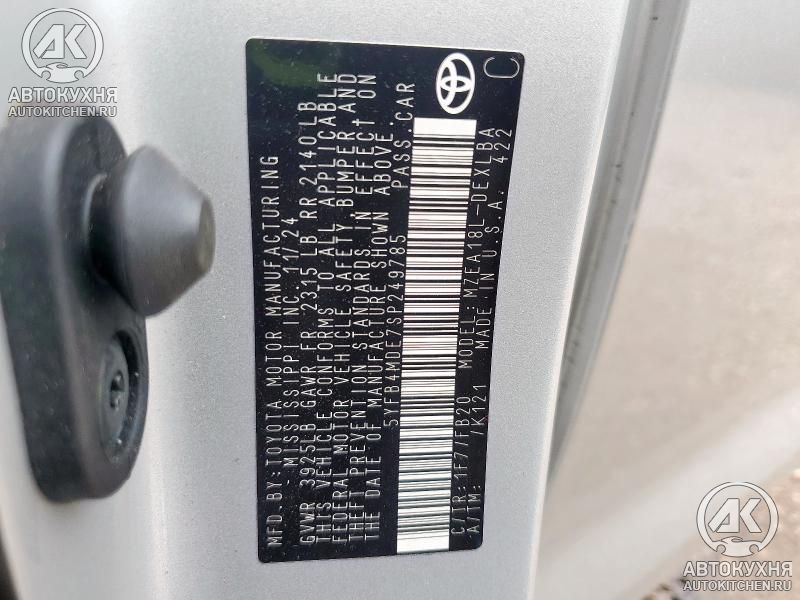 AK
АВТОКУХНЯ
AUTOKITCHEN.RU
MFD.BY:TOYOTA MOTOR MANUFACTURING
MISSISSIPPI INC.11/24
GVWR 3925LB GAWR FR 2315 LB RR 2140 LB
THIS VEHICLE CONFORMS TO ALL APPLICABLE
FEDERAL MOTOR VEHICLE SAFETY, BUMPER AND
THEFT PREVENTION STANDARDS IN EFFECT ON
THE DATE OF MANUFACTURE SHOWN ABOVE.
5YFB4MDE7SP249785 PASS.CAR
C
C/TR:1F7/FB20 MODEL:MZEA18L-DEXLBA
A/TM: /K121 MADE IN U.S.A. 422
AK
АВТОКУХНЯ
AUTOKITCHEN.RU